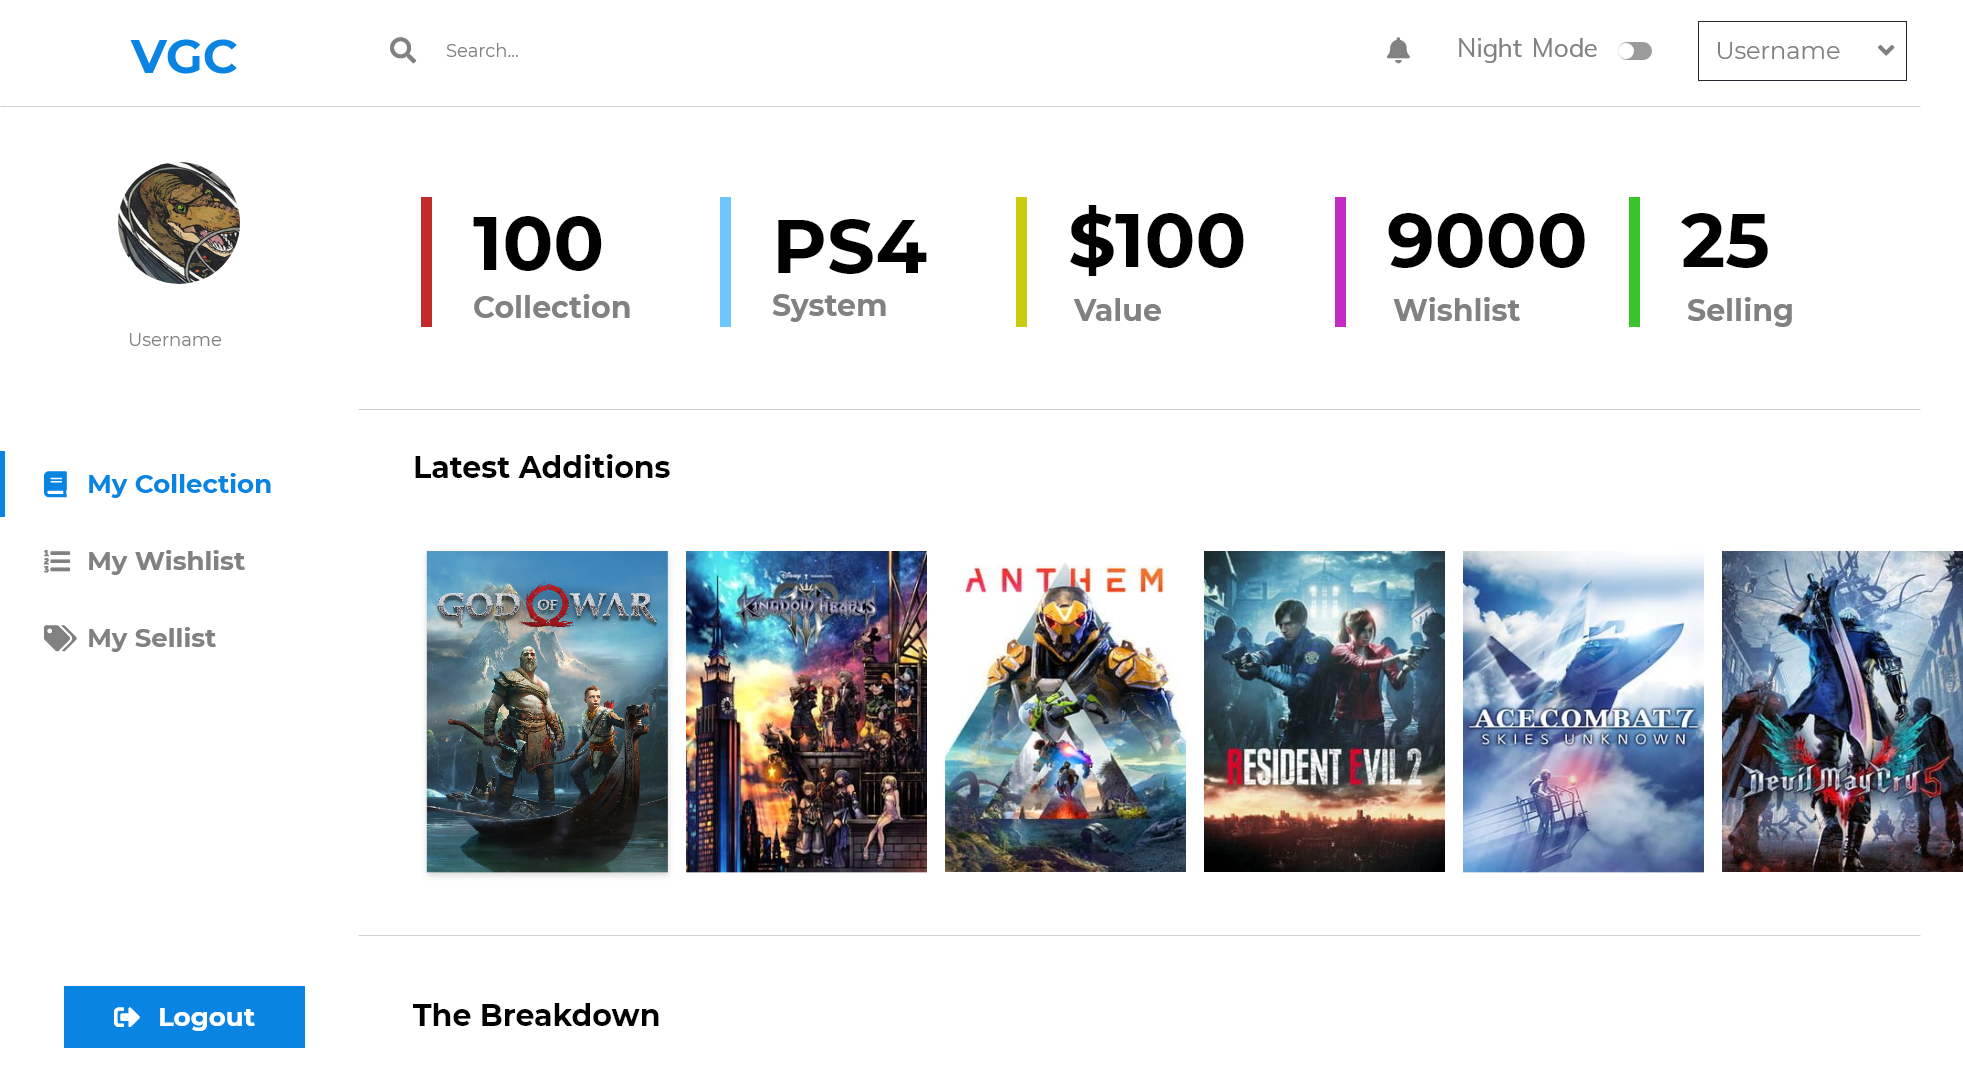 VGC
Search...
Night Mode
Username
Username
100
Collection
PS4
System
$100
Value
9000
Wishlist
25
Selling
My Collection
My Wishlist
My Sellist
Logout
Latest Additions
GOD OF WAR
Disney
KINGDOM HEARTS
III
ANTHEM
RESIDENT EVIL 2
ACE COMBAT 7
SKIES UNKNOWN
Devil May Cry 5
The Breakdown